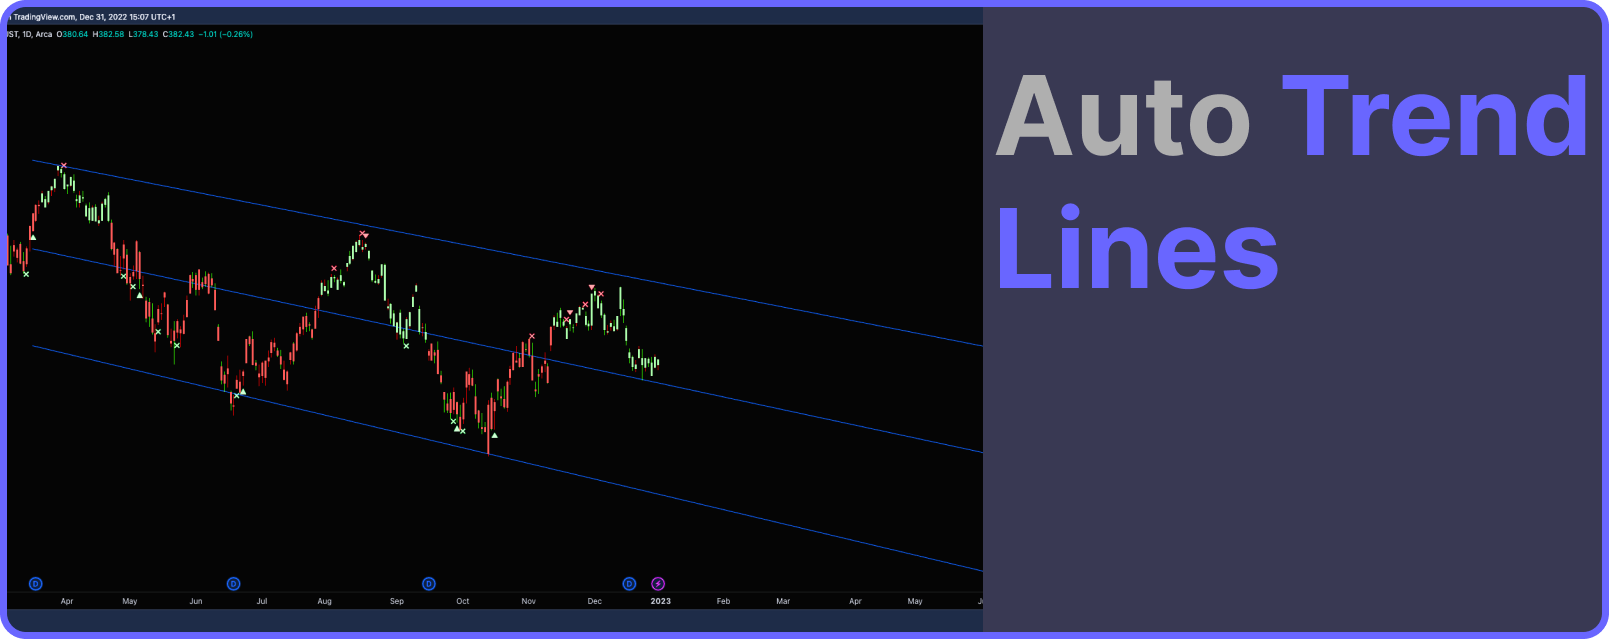 TradingView.com, Dec 31, 2022 15:07 UTC+1
1D, Arca O380.64 H382.58 L378.43 C382.43 −1.01 (−0.26%)
Auto Trend
Lines
D D D D
Apr May Jun Jul Aug Sep Oct Nov Dec 2023 Feb Mar Apr May